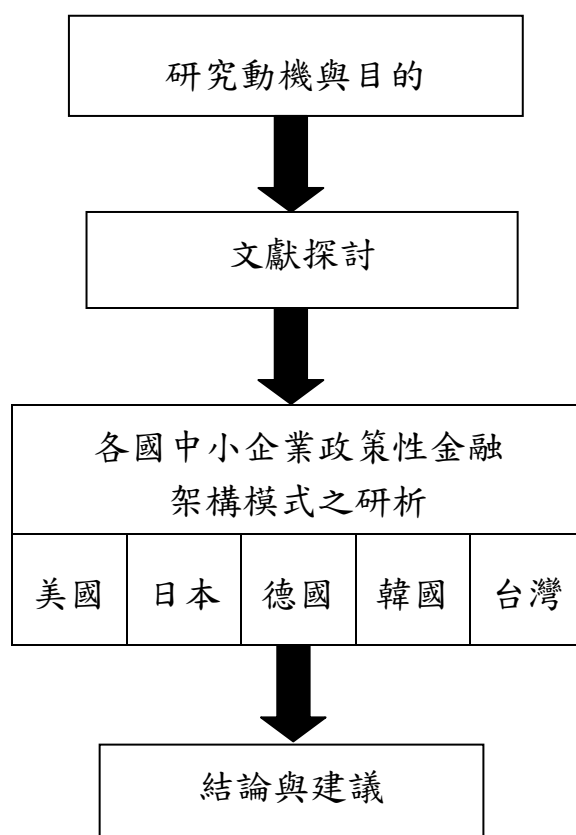 研究動機與目的
文獻探討
各國中小企業政策性金融
架構模式之研析
美國 日本 德國 韓國 台灣
結論與建議